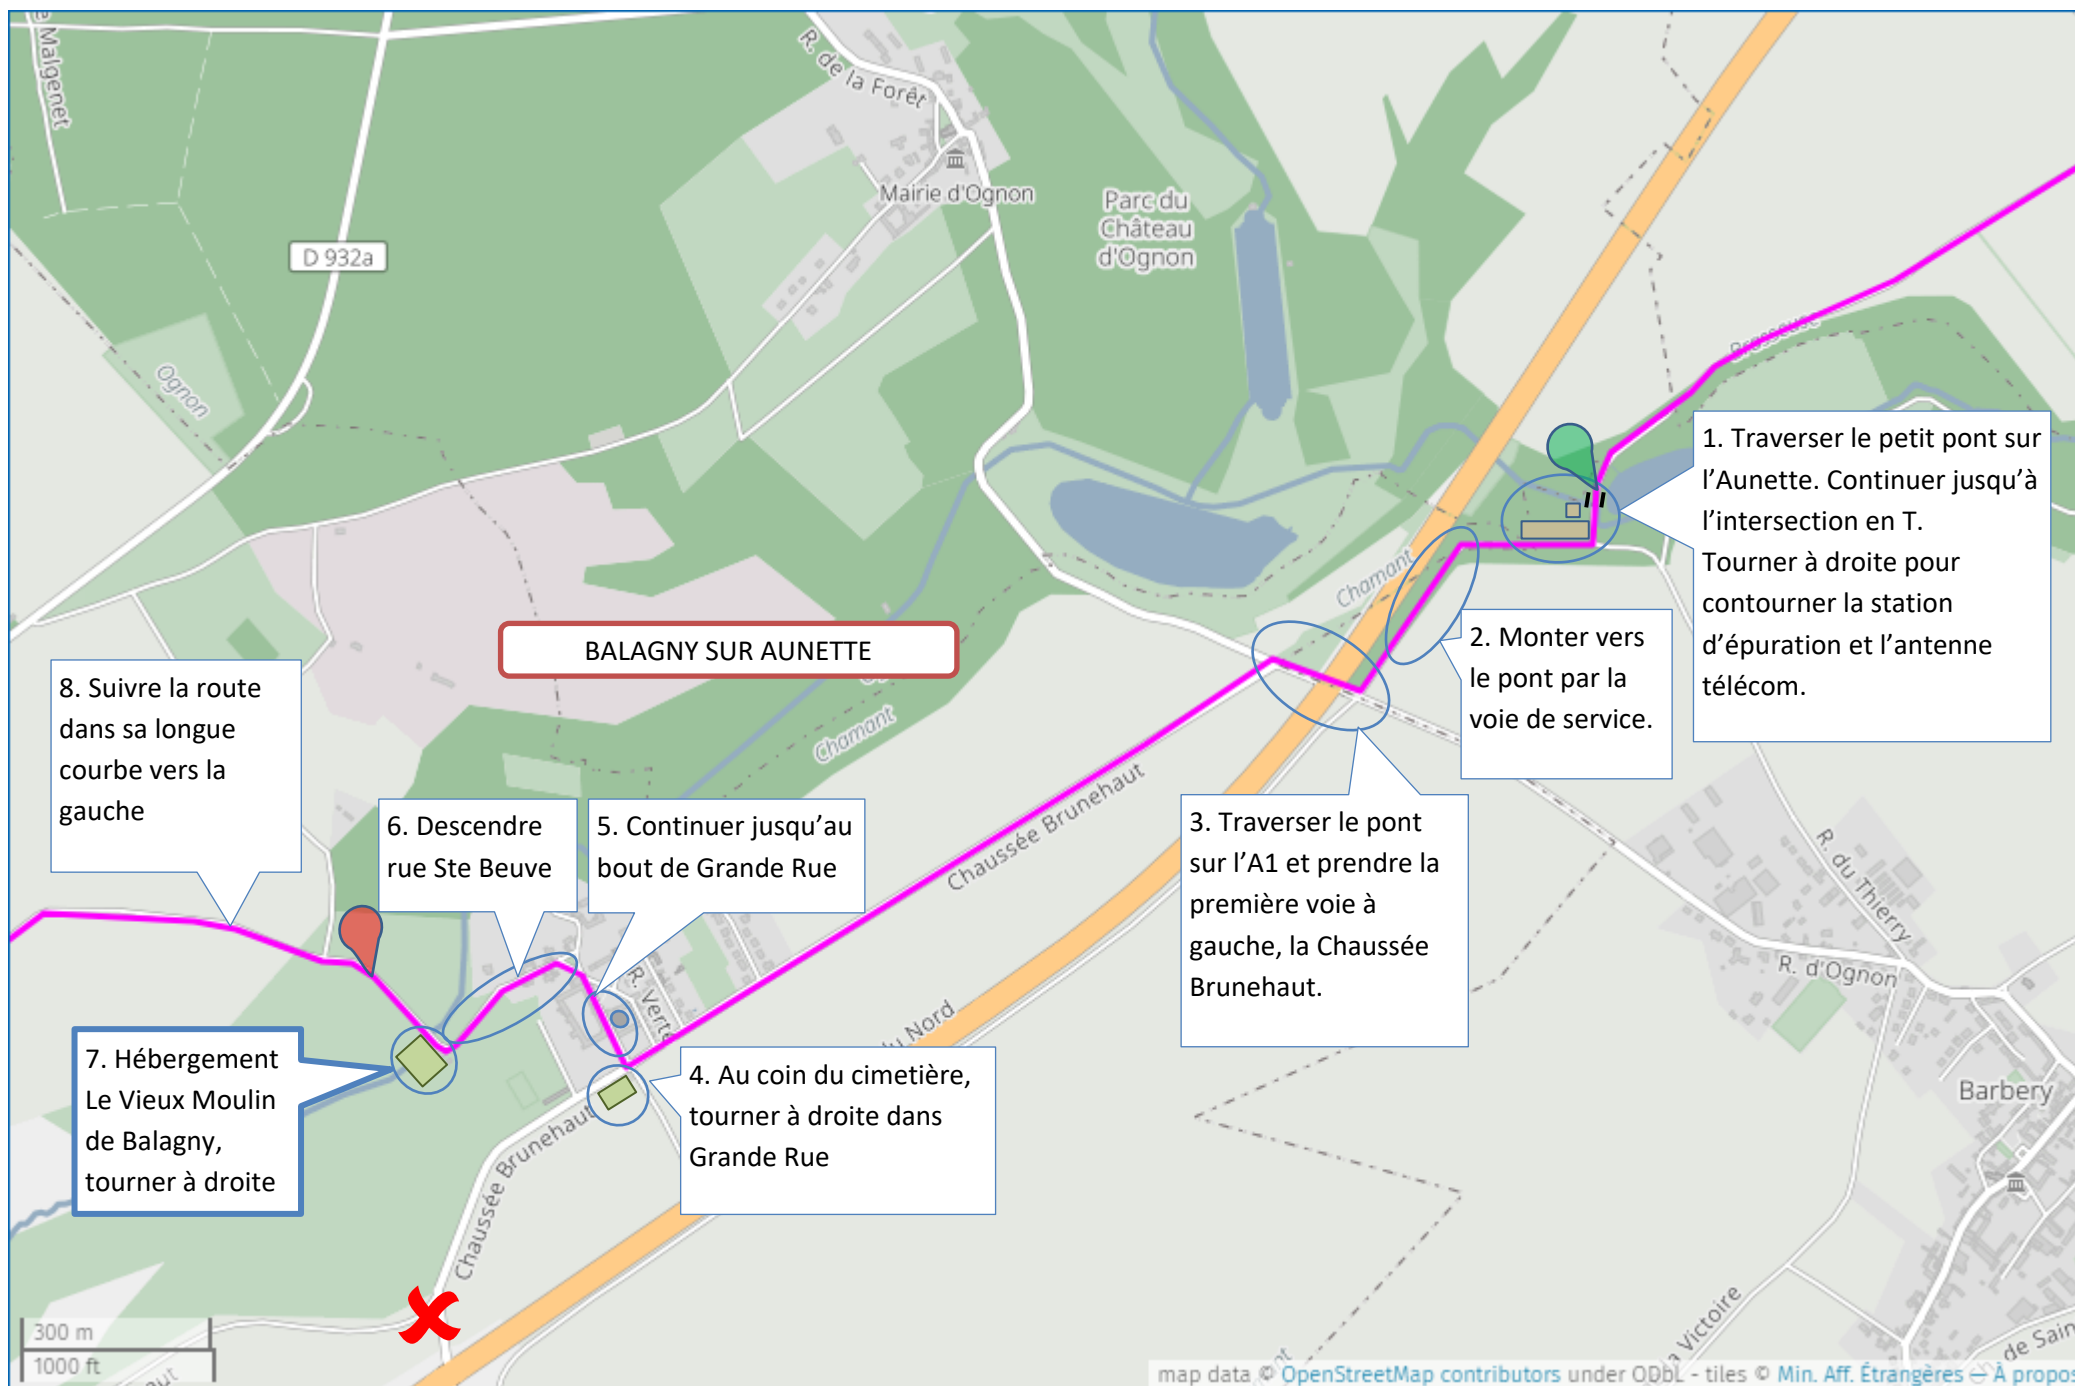 Malgenet
R. de la Forêt
Mairie d'Ognon
Parc du
Château
d'Ognon
D 932a
Ognon
Brasseuse
1. Traverser le petit pont sur
l'Aunette. Continuer jusqu'à
l'intersection en T.
Tourner à droite pour
contourner la station
d'épuration et l'antenne
télécom.
Chamant
BALAGNY SUR AUNETTE
2. Monter vers
le pont par la
voie de service.
8. Suivre la route
dans sa longue
courbe vers la
gauche
Chamant
6. Descendre
rue Ste Beuve
5. Continuer jusqu'au
bout de Grande Rue
Chaussée Brunehaut
3. Traverser le pont
sur l'A1 et prendre la
première voie à
gauche, la Chaussée
Brunehaut.
R. du Thierry
R. d'Ognon
R. Verte
du Nord
7. Hébergement
Le Vieux Moulin
de Balagny,
tourner à droite
4. Au coin du cimetière,
tourner à droite dans
Grande Rue
Barbery
Chaussée Brunehaut
300 m
1000 ft
Chamant
Victoire
de Sain
map data © OpenStreetMap contributors under ODbL - tiles © Min. Aff. Étrangères — À propos